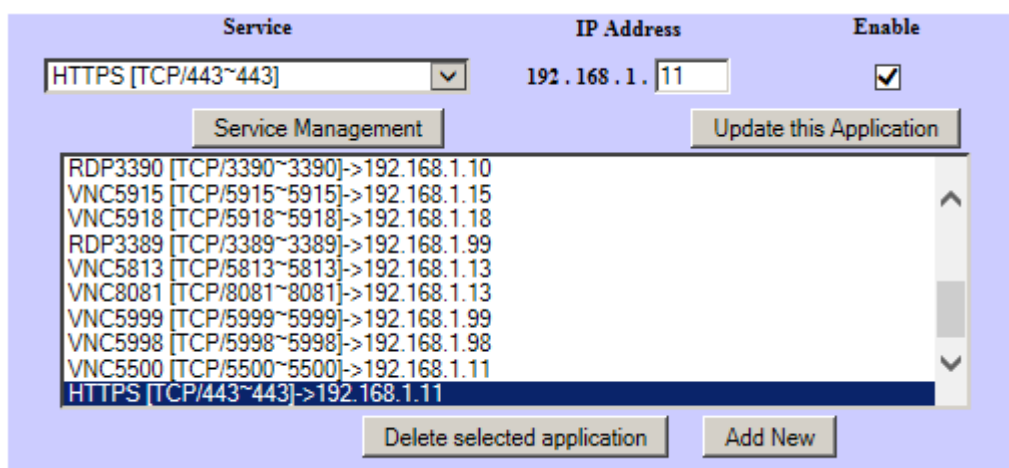 Service IP Address Enable
HTTPS [TCP/443~443] 192 . 168 . 1 . 11
Service Management Update this Application
RDP3390 [TCP/3390~3390]->192.168.1.10
VNC5915 [TCP/5915~5915]->192.168.1.15
VNC5918 [TCP/5918~5918]->192.168.1.18
RDP3389 [TCP/3389~3389]->192.168.1.99
VNC5813 [TCP/5813~5813]->192.168.1.13
VNC8081 [TCP/8081~8081]->192.168.1.13
VNC5999 [TCP/5999~5999]->192.168.1.99
VNC5998 [TCP/5998~5998]->192.168.1.98
VNC5500 [TCP/5500~5500]->192.168.1.11
HTTPS [TCP/443~443]->192.168.1.11
Delete selected application Add New